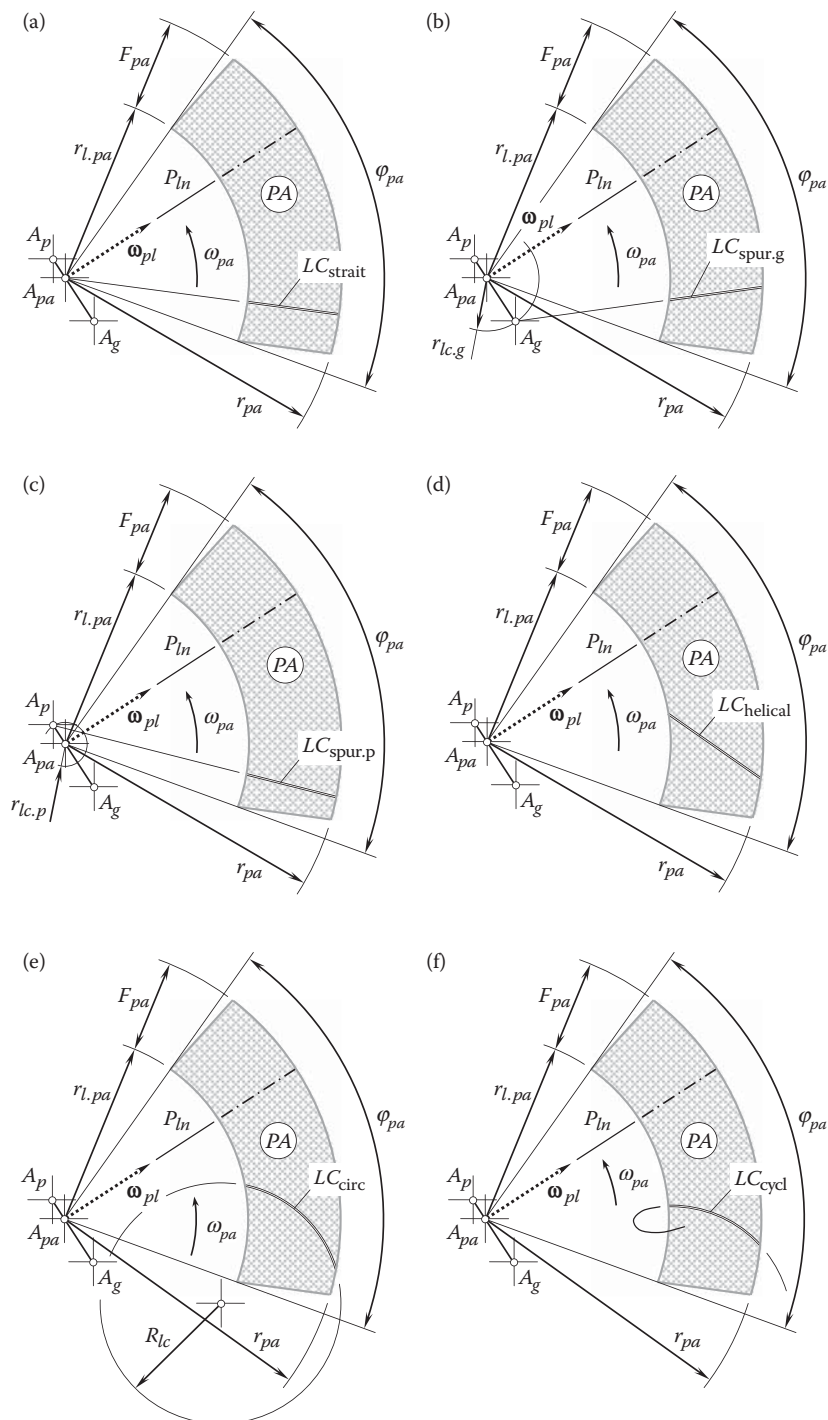 (a)
F_pa
r_l.pa
P_ln
PA
φ_pa
A_p
ω_pl
ω_pa
LC_strait
A_pa
A_g
r_pa
(b)
F_pa
r_l.pa
P_ln
PA
φ_pa
ω_pl
A_p
ω_pa
LC_spur.g
A_pa
A_g
r_lc.g
r_pa
(c)
F_pa
r_l.pa
P_ln
PA
φ_pa
A_p
ω_pl
ω_pa
LC_spur.p
A_pa
A_g
r_lc.p
r_pa
(d)
F_pa
r_l.pa
P_ln
PA
φ_pa
LC_helical
A_p
ω_pl
ω_pa
A_pa
A_g
r_pa
(e)
F_pa
r_l.pa
P_ln
PA
φ_pa
LC_circ
A_p
ω_pl
ω_pa
A_pa
A_g
R_lc
r_pa
(f)
F_pa
r_l.pa
P_ln
PA
φ_pa
LC_cycl
A_p
ω_pl
ω_pa
A_pa
A_g
r_pa